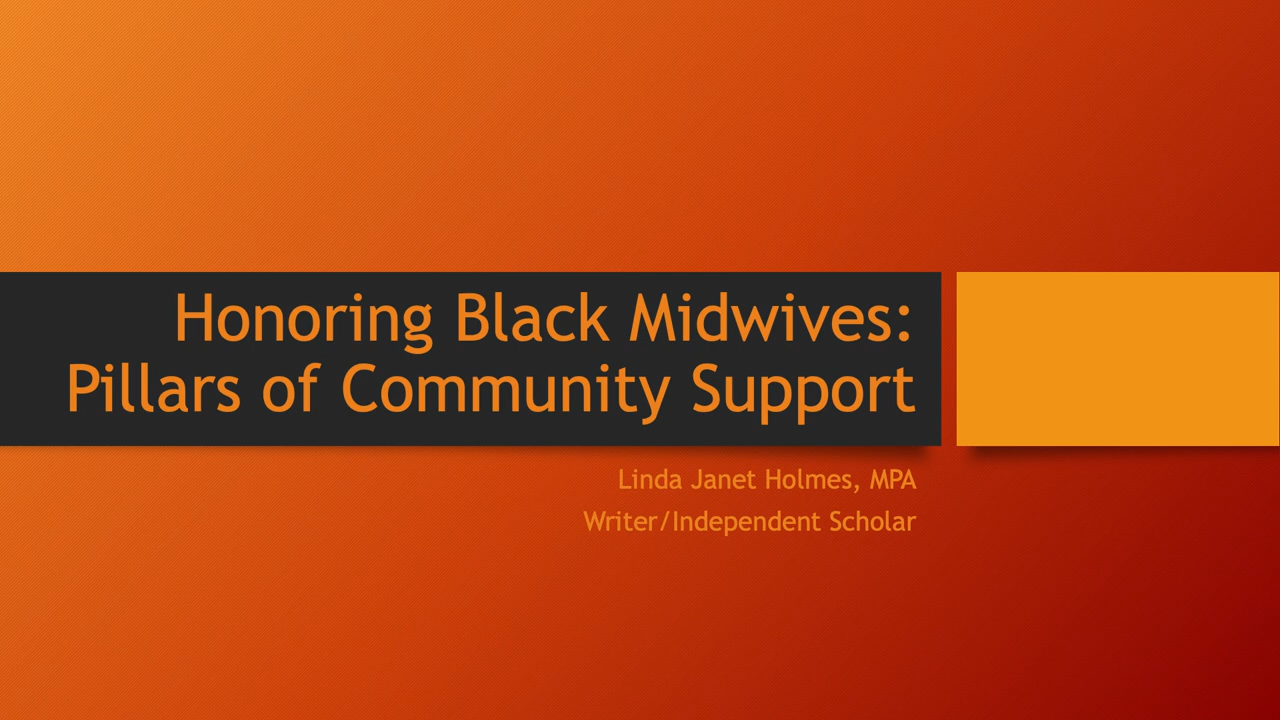 Honoring Black Midwives:
Pillars of Community Support
Linda Janet Holmes, MPA
Writer/Independent Scholar